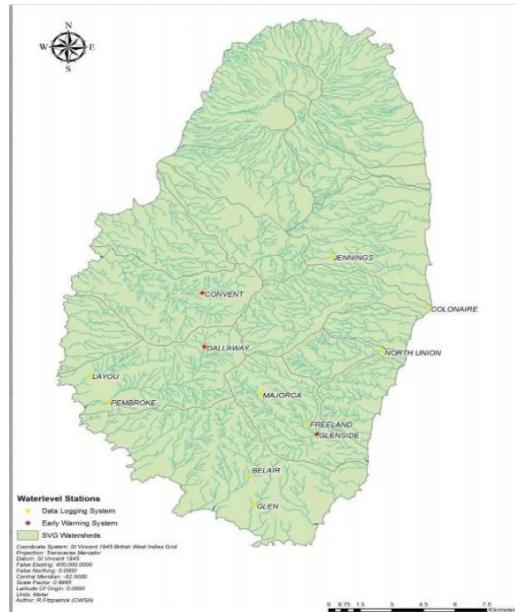 N
W E
S
JENNINGS
CONVENT
COLONAIRE
DALLAWAY
NORTH UNION
LAYOU
MAJORCA
PEMBROKE
FREELAND
GLENSIDE
BELAIR
GLEN
Waterlevel Stations
Data Logging System
Early Warning System
SVG Watersheds
Coordinate System: St Vincent 1945 British West Indies Grid
Projection: Transverse Mercator
Datum: St Vincent 1945
False Easting: 400,000.0000
False Northing: 0.0000
Central Meridian: -62.0000
Scale Factor: 0.9995
Latitude Of Origin: 0.0000
Units: Meter
Author: R.Fitzpatrick (CWSA)
0 0.75 1.5 3 4.5 6 7.5
Kilometers